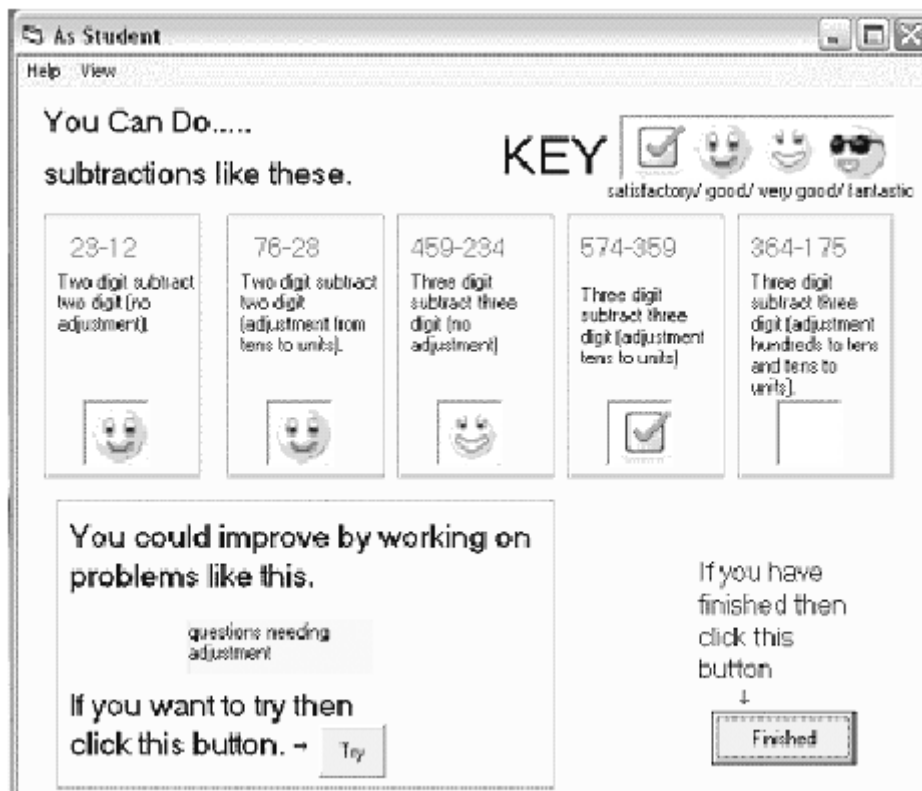 As Student
Help View
You Can Do.....
subtractions like these.
KEY
satisfactory/ good/ very good/ fantastic
23-12
Two digit subtract
two digit (no
adjustment).
76-28
Two digit subtract
two digit
(adjustment from
tens to units).
459-234
Three digit
subtract three
digit (no
adjustment)
574-359
Three digit
subtract three
digit (adjustment
tens to units)
364-175
Three digit
subtract three
digit (adjustment
hundreds to tens
and tens to
units).
You could improve by working on
problems like this.
questions needing
adjustment
If you want to try then
click this button. →
Try
If you have
finished then
click this
button
↓
Finished